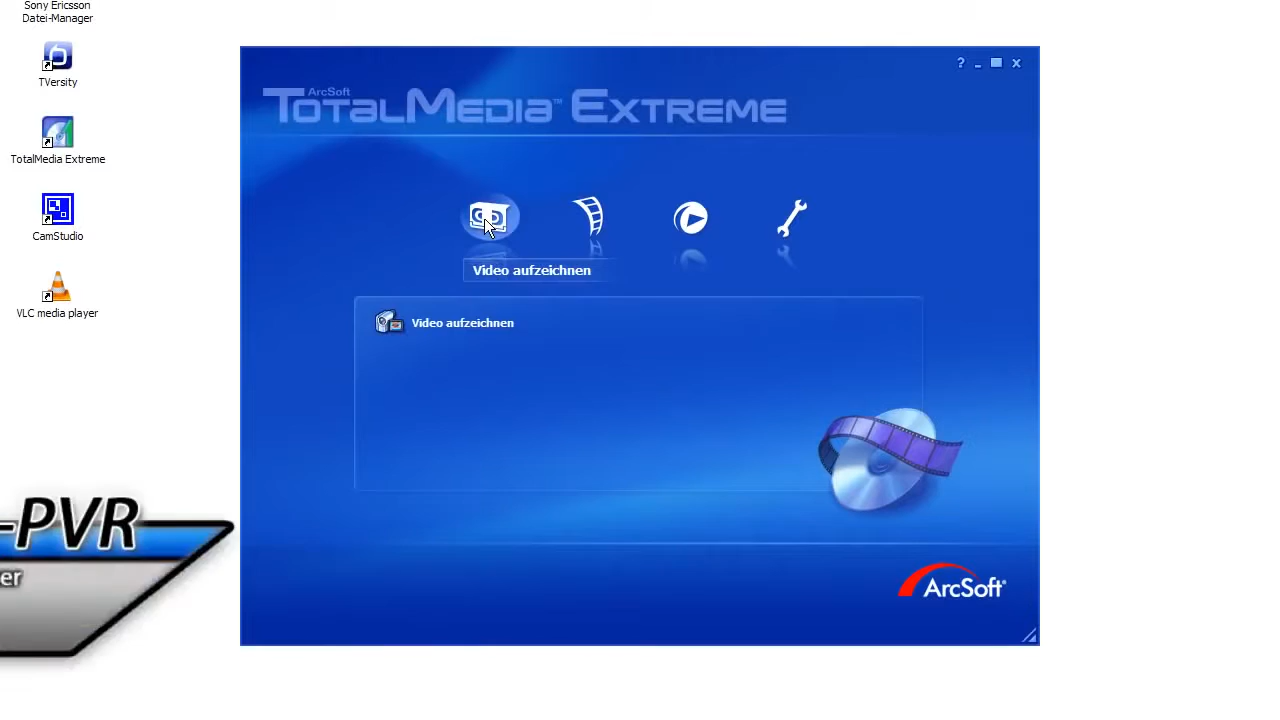 Sony Ericsson
Datei-Manager
TVersity
TotalMedia Extreme
CamStudio
VLC media player
-PVR
er
?
ArcSoft
TOTALMEDIA™ EXTREME
Video aufzeichnen
Video aufzeichnen
ArcSoft®